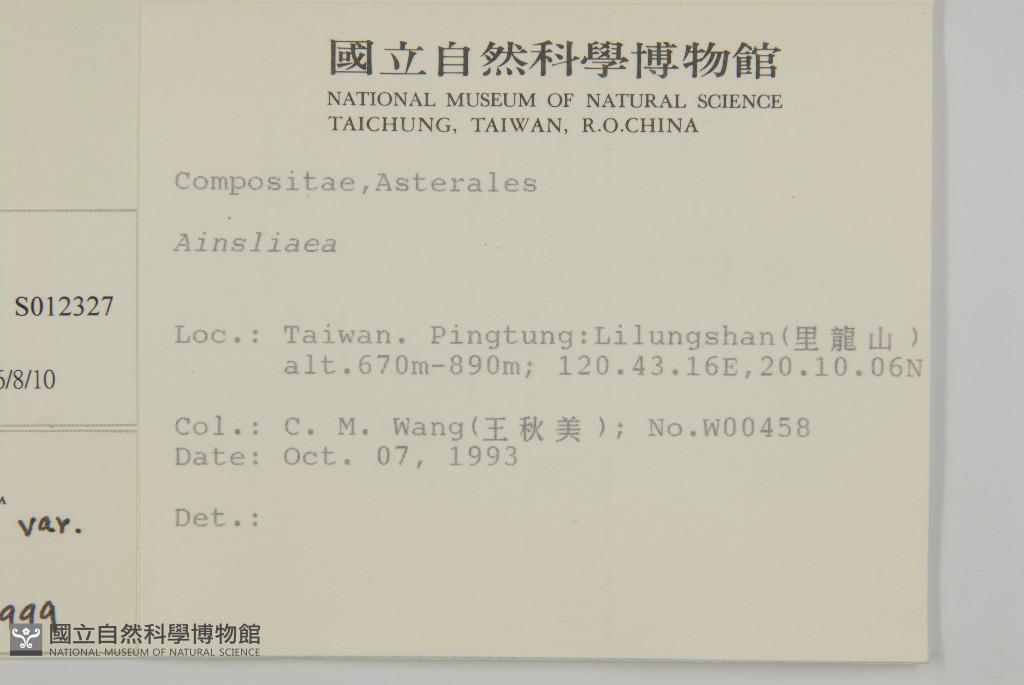 國立自然科學博物館
NATIONAL MUSEUM OF NATURAL SCIENCE
TAICHUNG, TAIWAN, R.O.CHINA
Compositae,Asterales
Ainsliaea
Loc.: Taiwan. Pingtung:Lilungshan(里龍山)
alt.670m-890m; 120.43.16E,20.10.06N
Col.: C. M. Wang(王秋美); No.W00458
Date: Oct. 07, 1993
Det.:
S012327
/8/10
var.
999
國立自然科學博物館
NATIONAL MUSEUM OF NATURAL SCIENCE